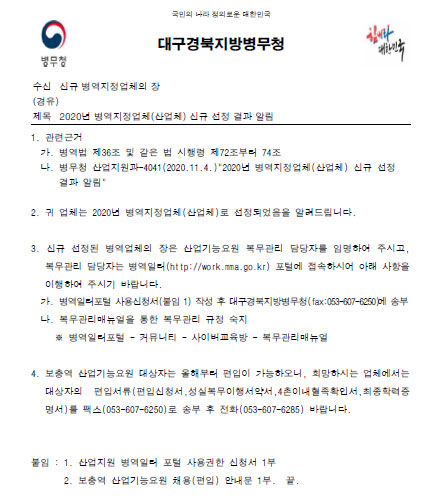 국민의 나라 정의로운 대한민국
대구경북지방병무청
병무청
힘내라
대한민국
수신 신규 병역지정업체의 장
(경유)
제목 2020년 병역지정업체(산업체) 신규 선정 결과 알림
1. 관련근거
가. 병역법 제36조 및 같은 법 시행령 제72조부터 74조
나. 병무청 산업지원과-4041(2020.11.4.)"2020년 병역지정업체(산업체) 신규 선정
결과 알림"
2. 귀 업체는 2020년 병역지정업체(산업체)로 선정되었음을 알려드립니다.
3. 신규 선정된 병역업체의 장은 산업기능요원 복무관리 담당자를 임명하여 주시고,
복무관리 담당자는 병역일터(http://work.mma.go.kr) 포털에 접속하시어 아래 사항을
이행하여 주시기 바랍니다.
가. 병역일터포털 사용신청서(붙임 1) 작성 후 대구경북지방병무청(fax:053-607-6250)에 송부
나. 복무관리매뉴얼을 통한 복무관리 규정 숙지
※ 병역일터포털 - 커뮤니티 - 사이버교육방 - 복무관리매뉴얼
4. 보충역 산업기능요원 대상자는 올해부터 편입이 가능하오니, 희망하시는 업체에서는
대상자의 편입서류(편입신청서,성실복무이행서약서,4촌이내혈족확인서,최종학력증
명서)를 팩스(053-607-6250)로 송부 후 전화(053-607-6285) 바랍니다.
붙임 : 1. 산업지원 병역일터 포털 사용권한 신청서 1부
2. 보충역 산업기능요원 채용(편입) 안내문 1부. 끝.